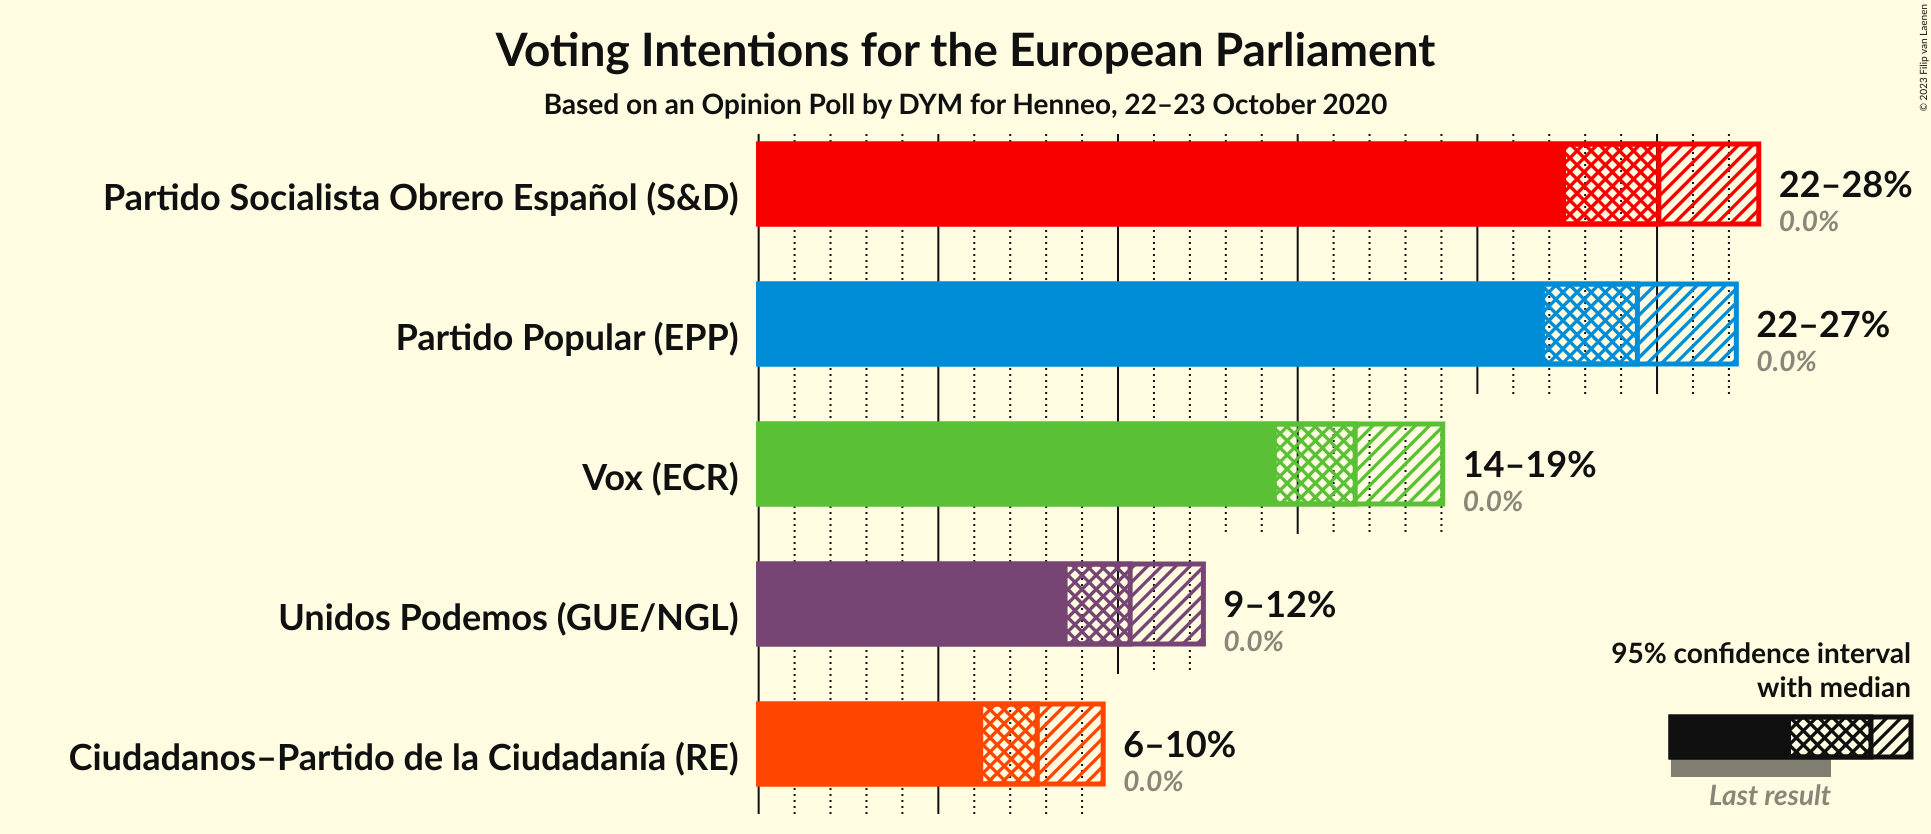 Voting Intentions for the European Parliament
Based on an Opinion Poll by DYM for Henneo, 22–23 October 2020
© 2023 Filip van Laenen
Partido Socialista Obrero Español (S&D)
22–28%
0.0%
Partido Popular (EPP)
22–27%
0.0%
Vox (ECR)
14–19%
0.0%
Unidos Podemos (GUE/NGL)
9–12%
0.0%
Ciudadanos–Partido de la Ciudadanía (RE)
6–10%
0.0%
95% confidence interval
with median
Last result